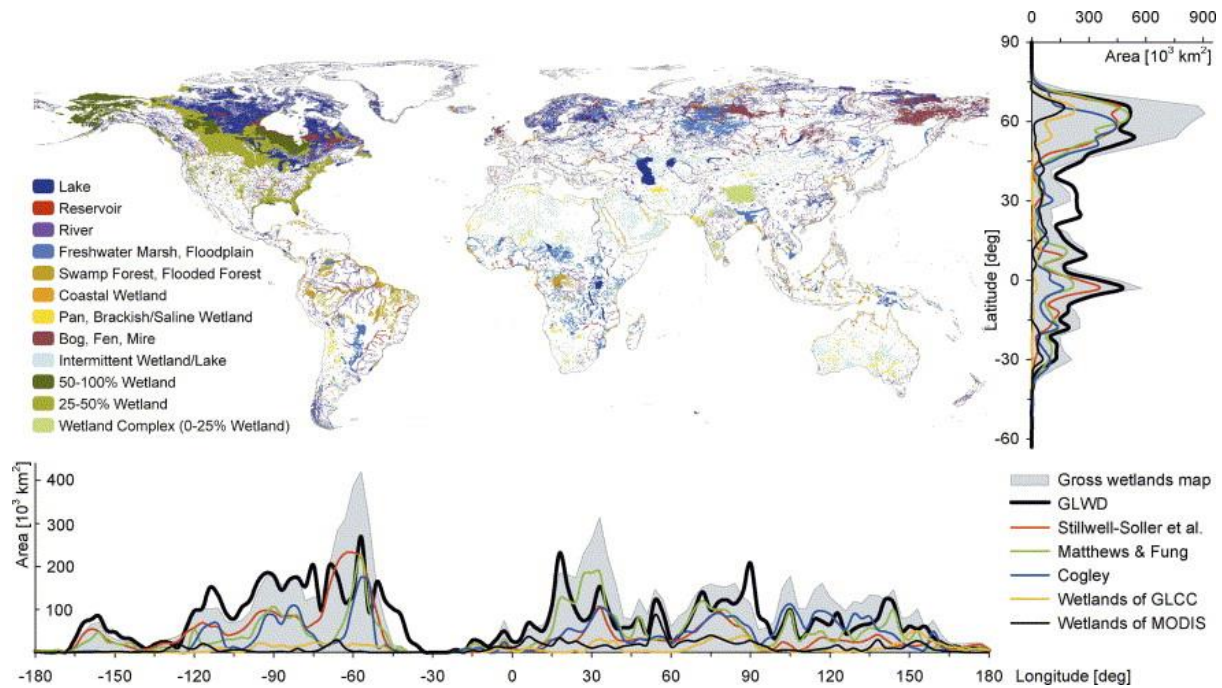 0 300 600 900
Area [10³ km²]
90
60
30
0
-30
-60
Latitude [deg]
Lake
Reservoir
River
Freshwater Marsh, Floodplain
Swamp Forest, Flooded Forest
Coastal Wetland
Pan, Brackish/Saline Wetland
Bog, Fen, Mire
Intermittent Wetland/Lake
50-100% Wetland
25-50% Wetland
Wetland Complex (0-25% Wetland)
Area [10³ km²]
400
300
200
100
-180 -150 -120 -90 -60 -30 0 30 60 90 120 150 180
Longitude [deg]
Gross wetlands map
GLWD
Stillwell-Soller et al.
Matthews & Fung
Cogley
Wetlands of GLCC
Wetlands of MODIS